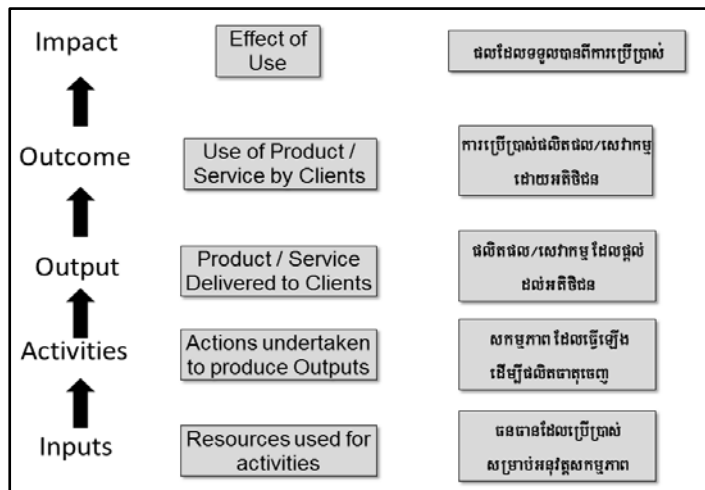 Impact
Effect of
Use
ផលដែលទទួលបានពីការប្រើប្រាស់
Outcome
Use of Product /
Service by Clients
ការប្រើប្រាស់ផលិតផល/សេវាកម្ម
ដោយអតិថិជន
Output
Product / Service
Delivered to Clients
ផលិតផល/សេវាកម្ម ដែលផ្តល់
ដល់អតិថិជន
Activities
Actions undertaken
to produce Outputs
សកម្មភាព ដែលធ្វើឡើង
ដើម្បីផលិតធាតុចេញ
Inputs
Resources used for
activities
ធនធានដែលប្រើប្រាស់
សម្រាប់អនុវត្តសកម្មភាព